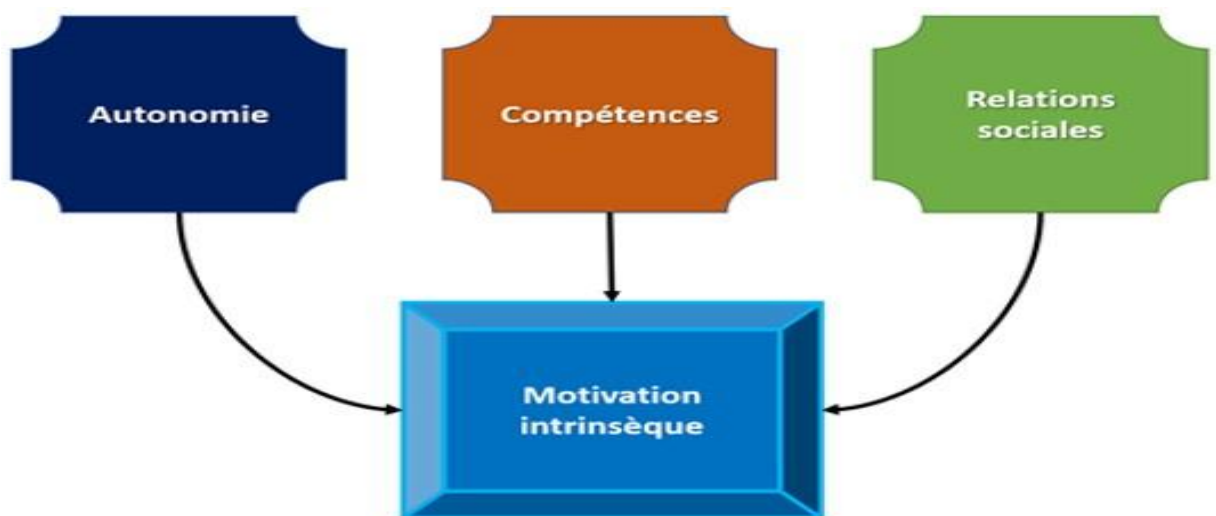 Autonomie
Compétences
Relations
sociales
Motivation
intrinsèque